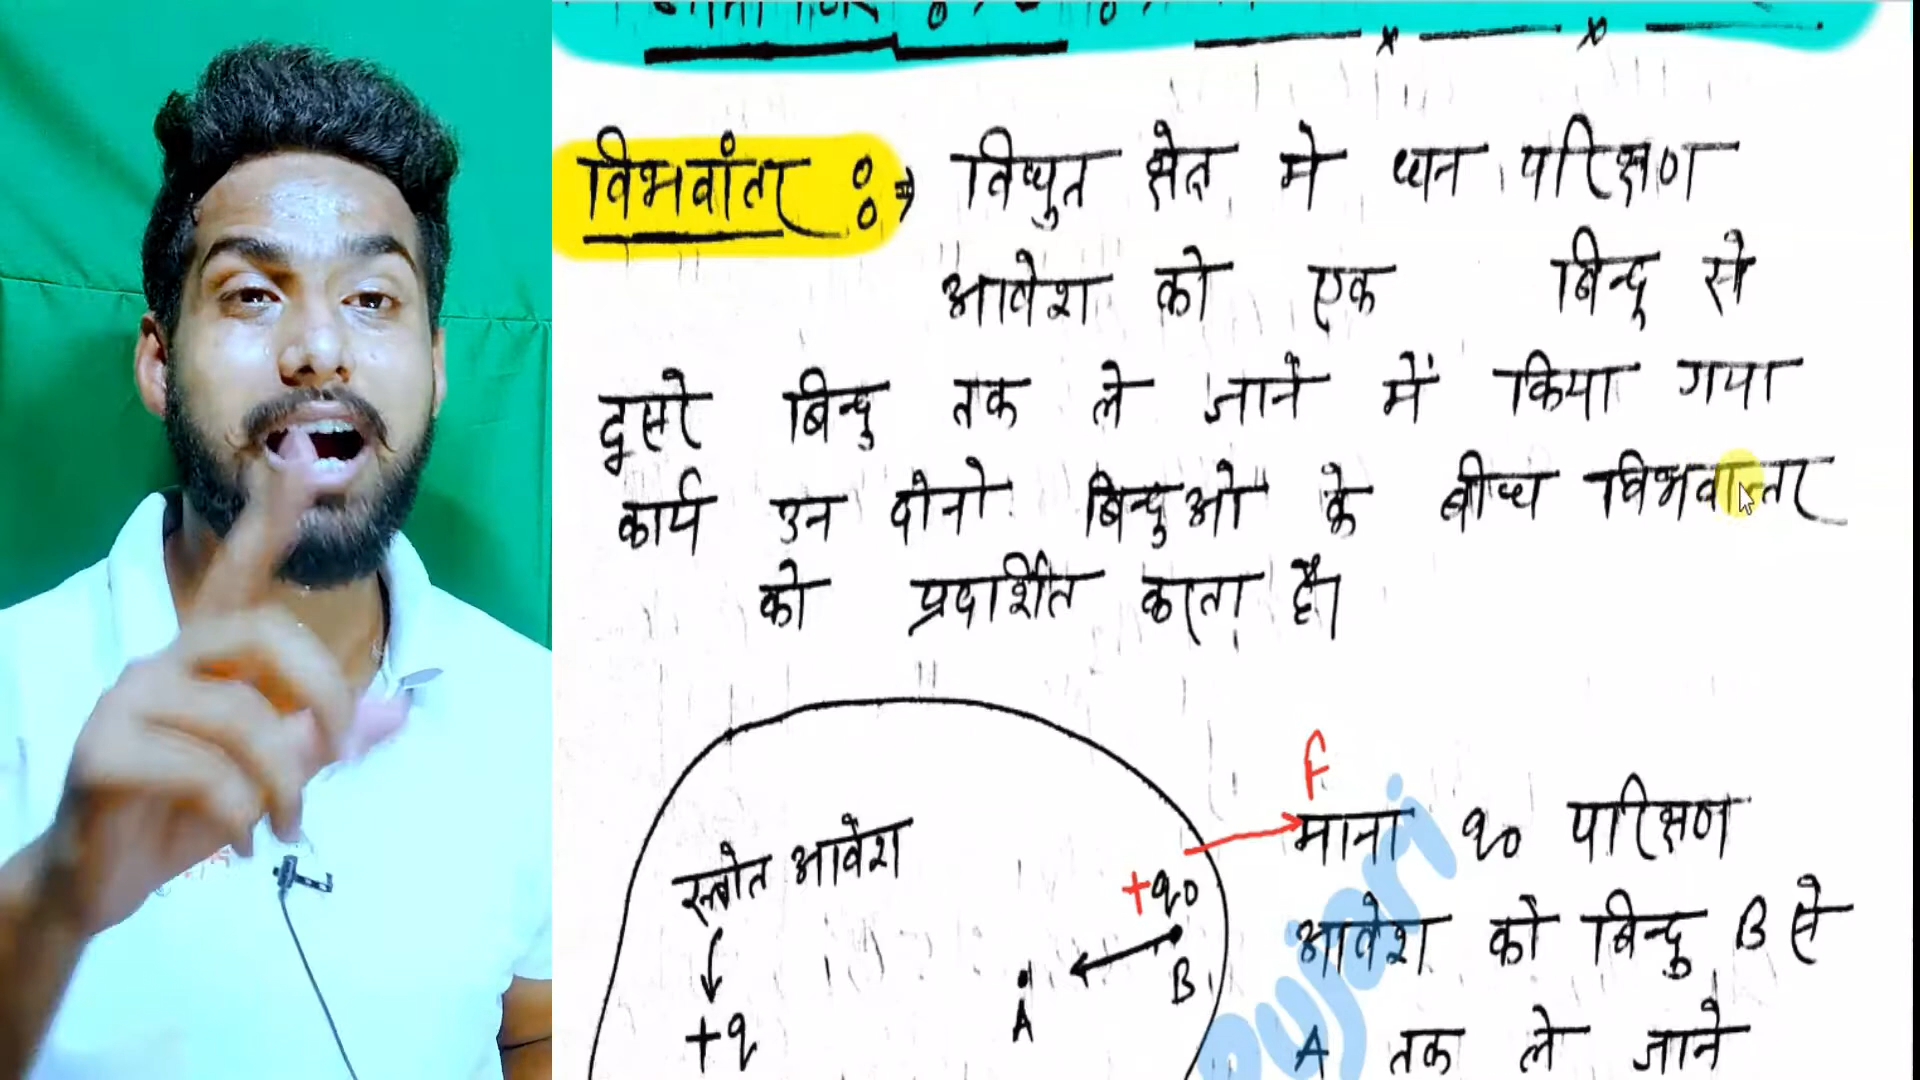 विभवांतर :→ विद्युत क्षेत्र मे धन परिक्षण
आवेश को एक बिन्दु से
दूसरे बिन्दु तक ले जाने में किया गया
कार्य उन दोनो बिन्दुओ के बीच विभवान्तर
को प्रदर्शित करता है।
F
स्त्रोत आवेश
+q
+q0
A
B
माना q0 परिक्षण
आवेश को बिन्दु B से
A तक ले जाने
Pujari